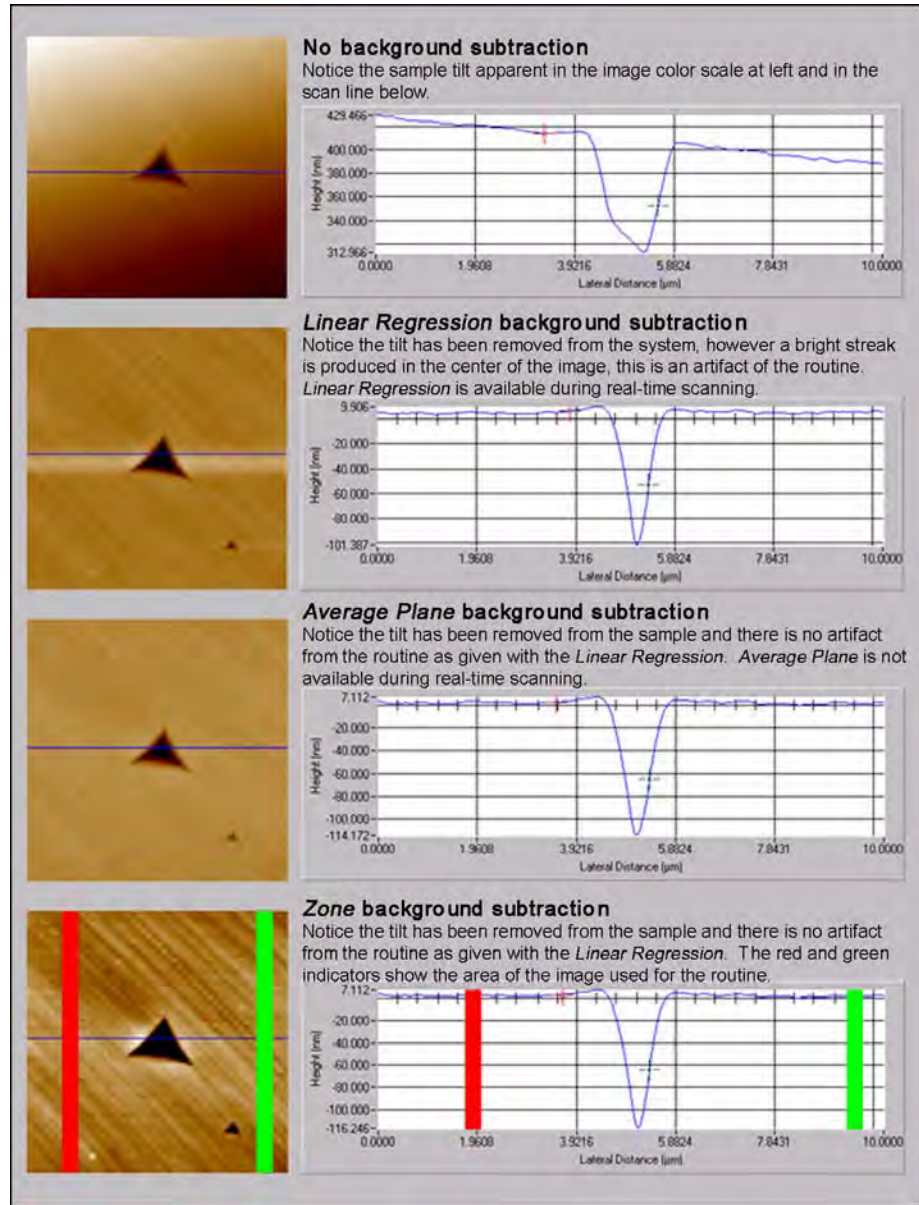 No background subtraction
Notice the sample tilt apparent in the image color scale at left and in the
scan line below.
429.466
400.000
380.000
360.000
340.000
312.966
Height [nm]
0.0000 1.9608 3.9216 5.8824 7.8431 10.0000
Lateral Distance [µm]
Linear Regression background subtraction
Notice the tilt has been removed from the system, however a bright streak
is produced in the center of the image, this is an artifact of the routine.
Linear Regression is available during real-time scanning.
9.906
-20.000
-40.000
-60.000
-80.000
-101.387
Height [nm]
0.0000 1.9608 3.9216 5.8824 7.8431 10.0000
Lateral Distance [µm]
Average Plane background subtraction
Notice the tilt has been removed from the sample and there is no artifact
from the routine as given with the Linear Regression. Average Plane is not
available during real-time scanning.
7.112
-20.000
-40.000
-60.000
-80.000
-100.000
-114.172
Height [nm]
0.0000 1.9608 3.9216 5.8824 7.8431 10.0000
Lateral Distance [µm]
Zone background subtraction
Notice the tilt has been removed from the sample and there is no artifact
from the routine as given with the Linear Regression. The red and green
indicators show the area of the image used for the routine.
7.112
-20.000
-40.000
-60.000
-80.000
-100.000
-116.246
Height [nm]
0.0000 1.9608 3.9216 5.8824 7.8431 10.0000
Lateral Distance [µm]